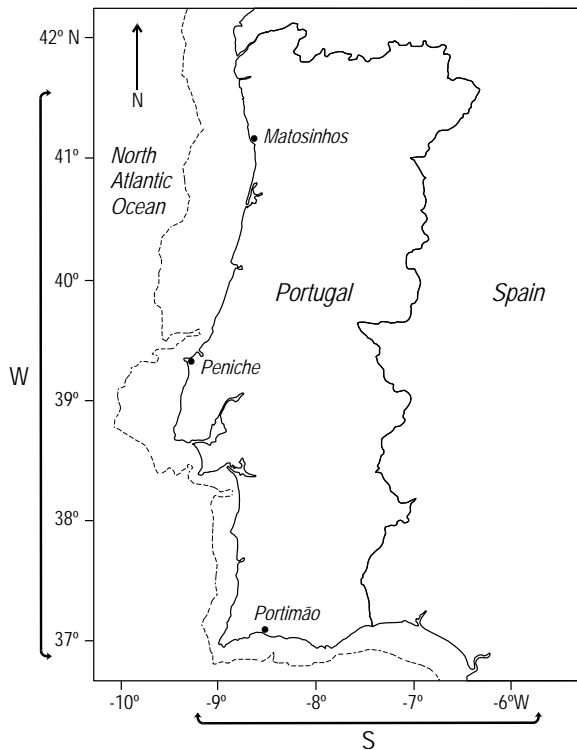 42º N
N
Matosinhos
41º
North
Atlantic
Ocean
40º
Portugal
Spain
W
Peniche
39º
38º
Portimão
37º
-10º
-9º
-8º
-7º
-6ºW
S